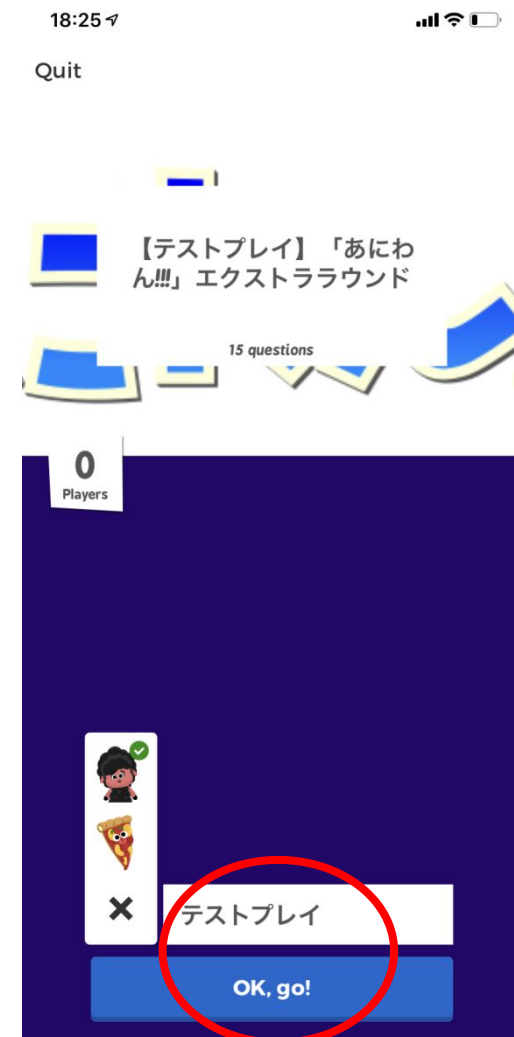 18:25
Quit
【テストプレイ】「あにわ
ん!!!」エクストララウンド
15 questions
0
Players
テストプレイ
OK, go!